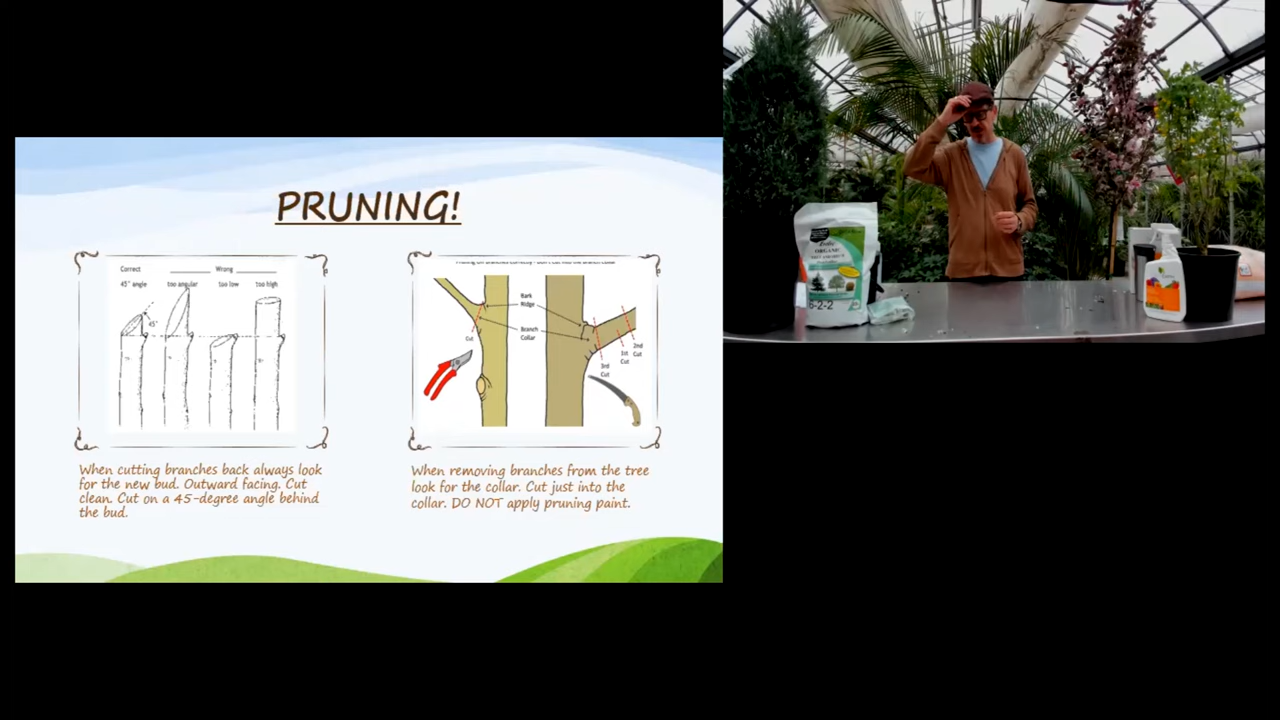 PRUNING!
Correct Wrong
45° angle too angular too low too high
45°
Bark
Ridge
Branch
Collar
Cut
2nd
Cut
1st
Cut
3rd
Cut
When cutting branches back always look
for the new bud. Outward facing. Cut
clean. Cut on a 45-degree angle behind
the bud.
When removing branches from the tree
look for the collar. Cut just into the
collar. DO NOT apply pruning paint.
ORGANIC
6-2-2